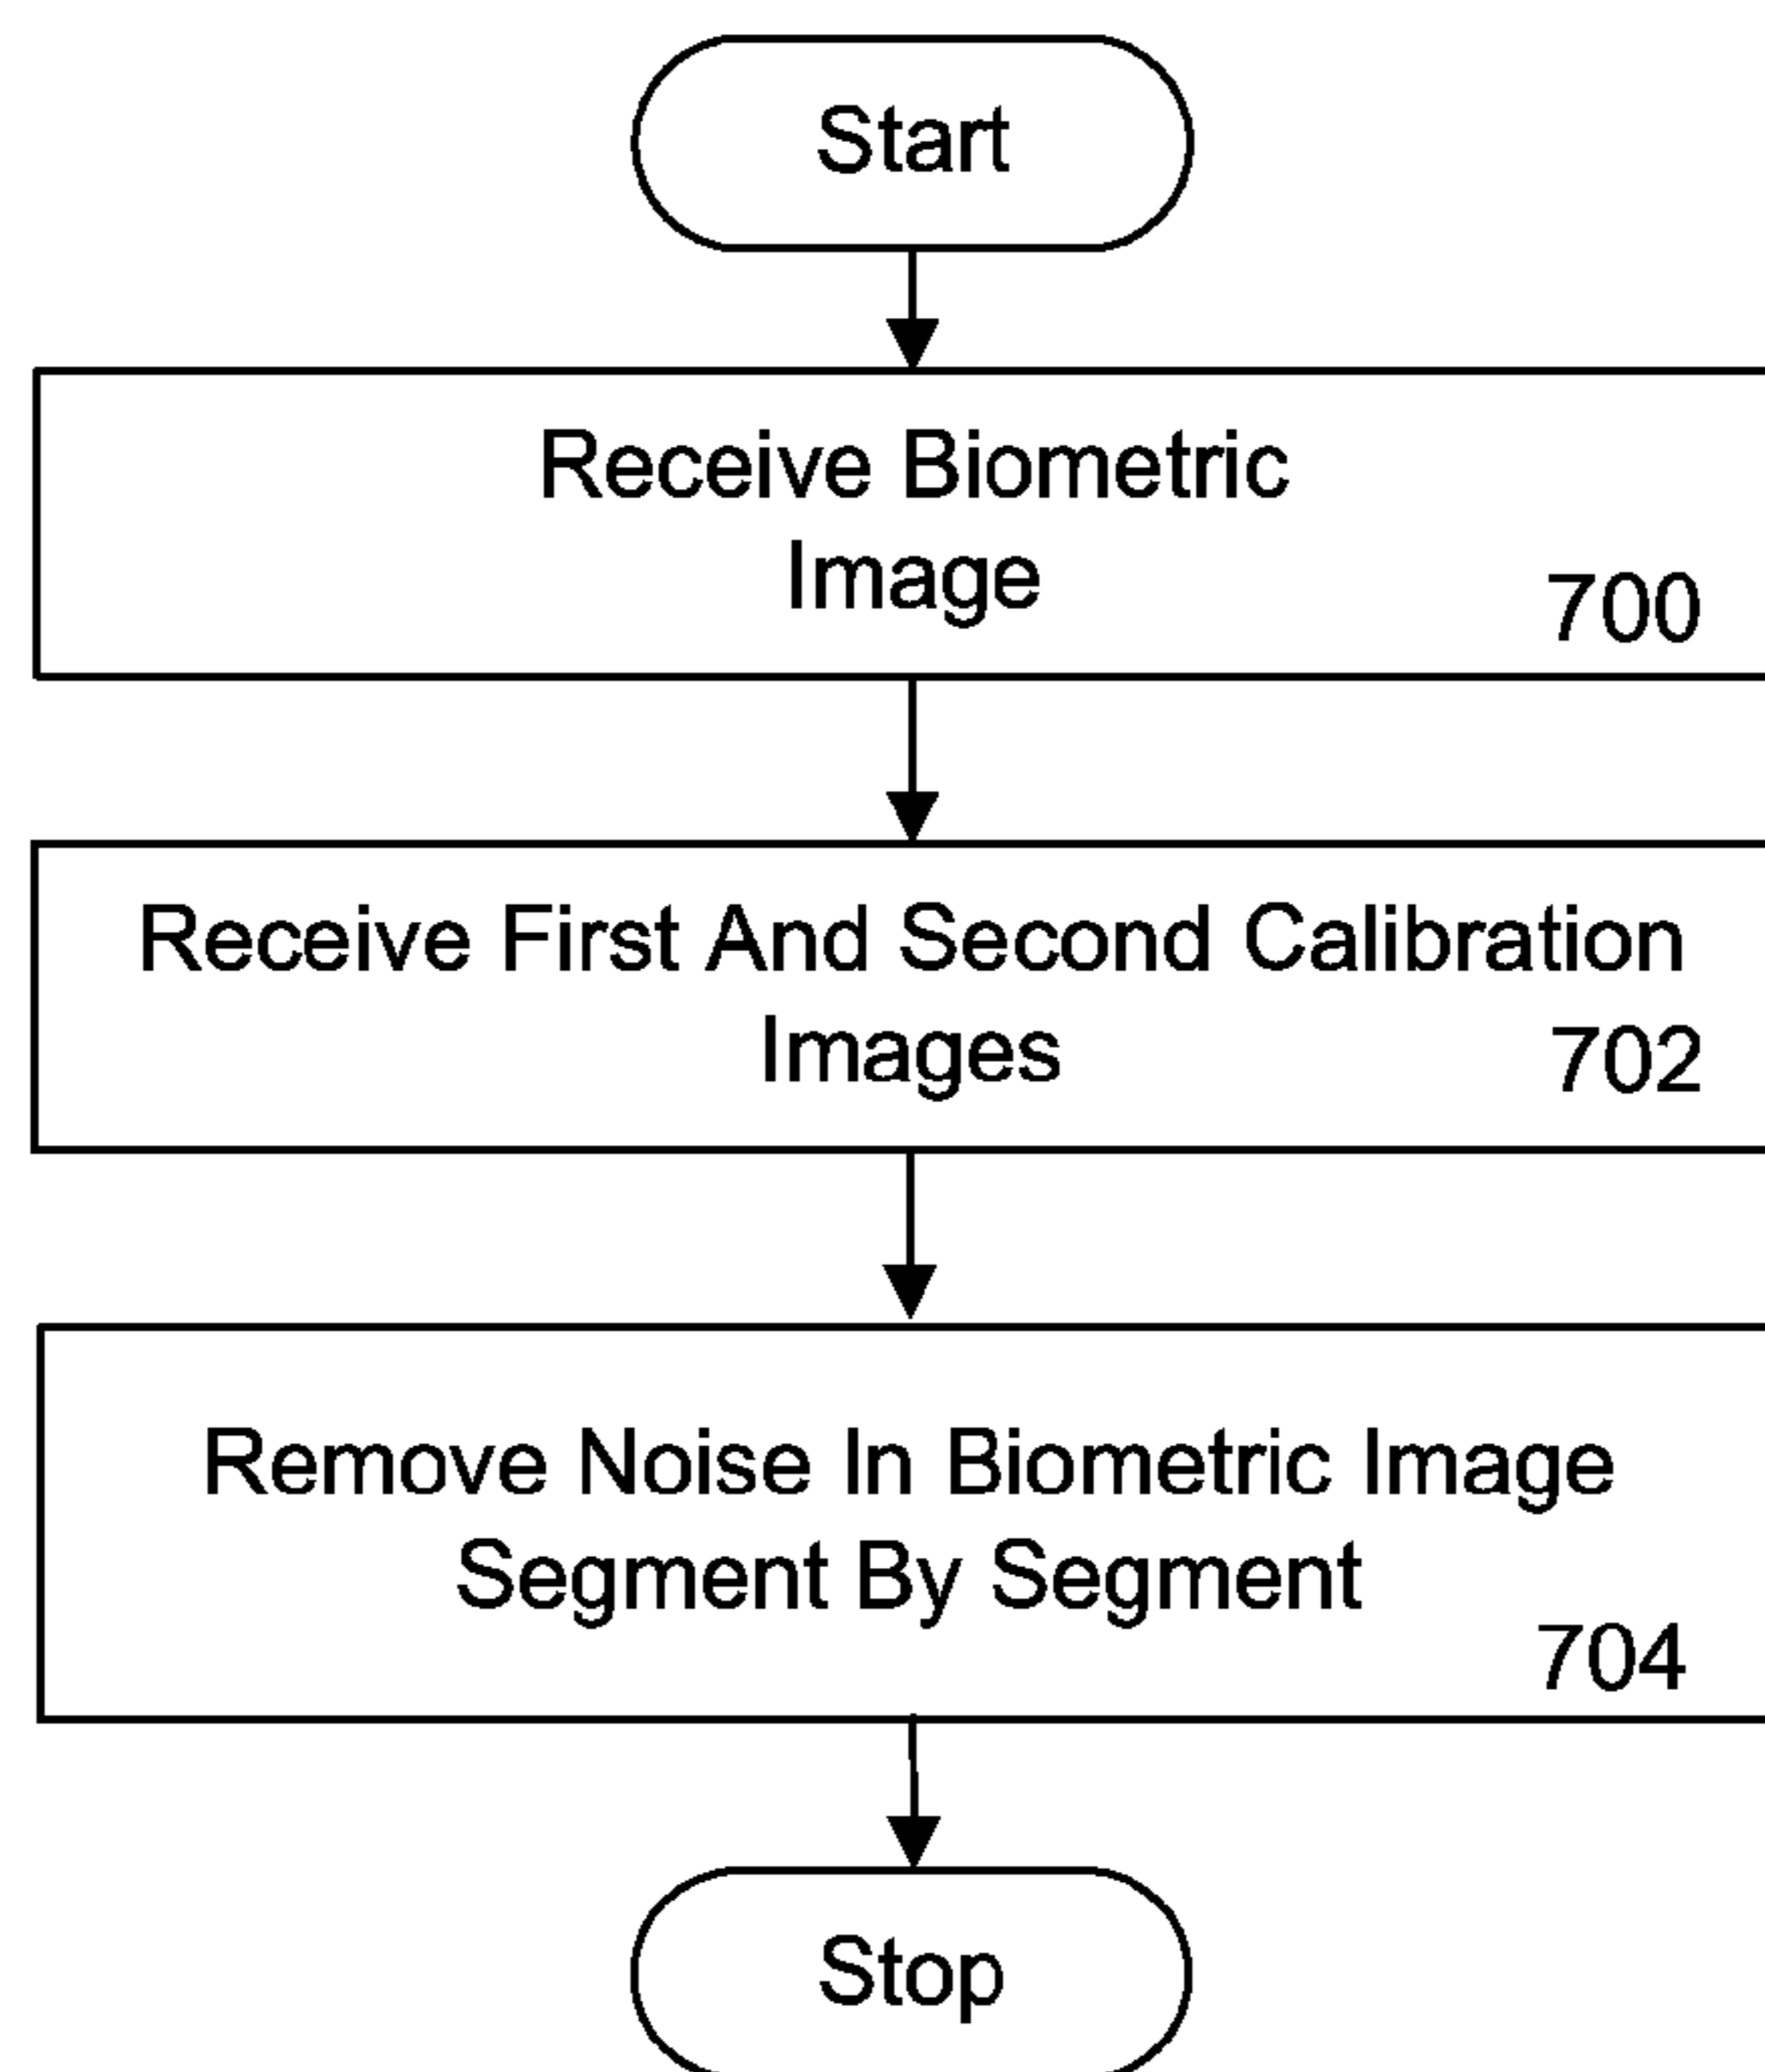 Start
Receive Biometric
Image
700
Receive First And Second Calibration
Images
702
Remove Noise In Biometric Image
Segment By Segment
704
Stop